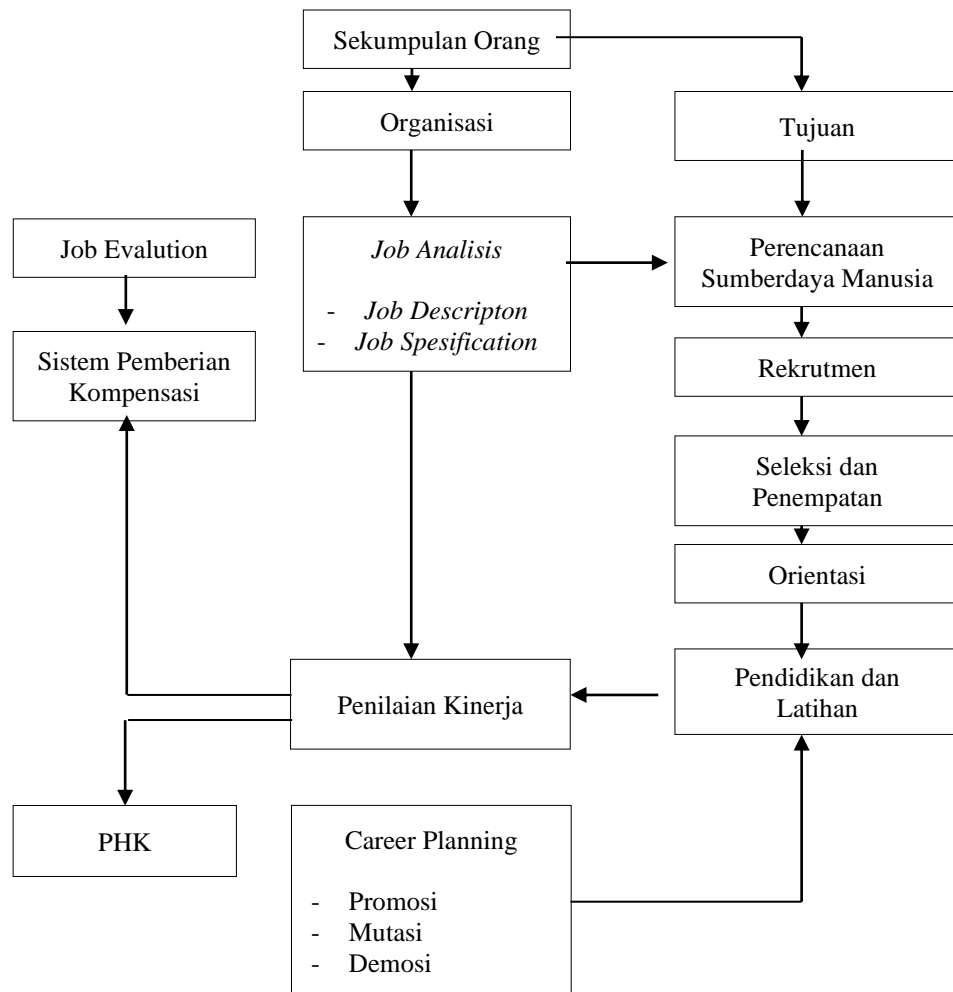 Sekumpulan Orang
Organisasi
Tujuan
Job Evalution
Job Analisis
- Job Descripton
- Job Spesification
Perencanaan
Sumberdaya Manusia
Sistem Pemberian
Kompensasi
Rekrutmen
Seleksi dan
Penempatan
Orientasi
Penilaian Kinerja
Pendidikan dan
Latihan
PHK
Career Planning
- Promosi
- Mutasi
- Demosi